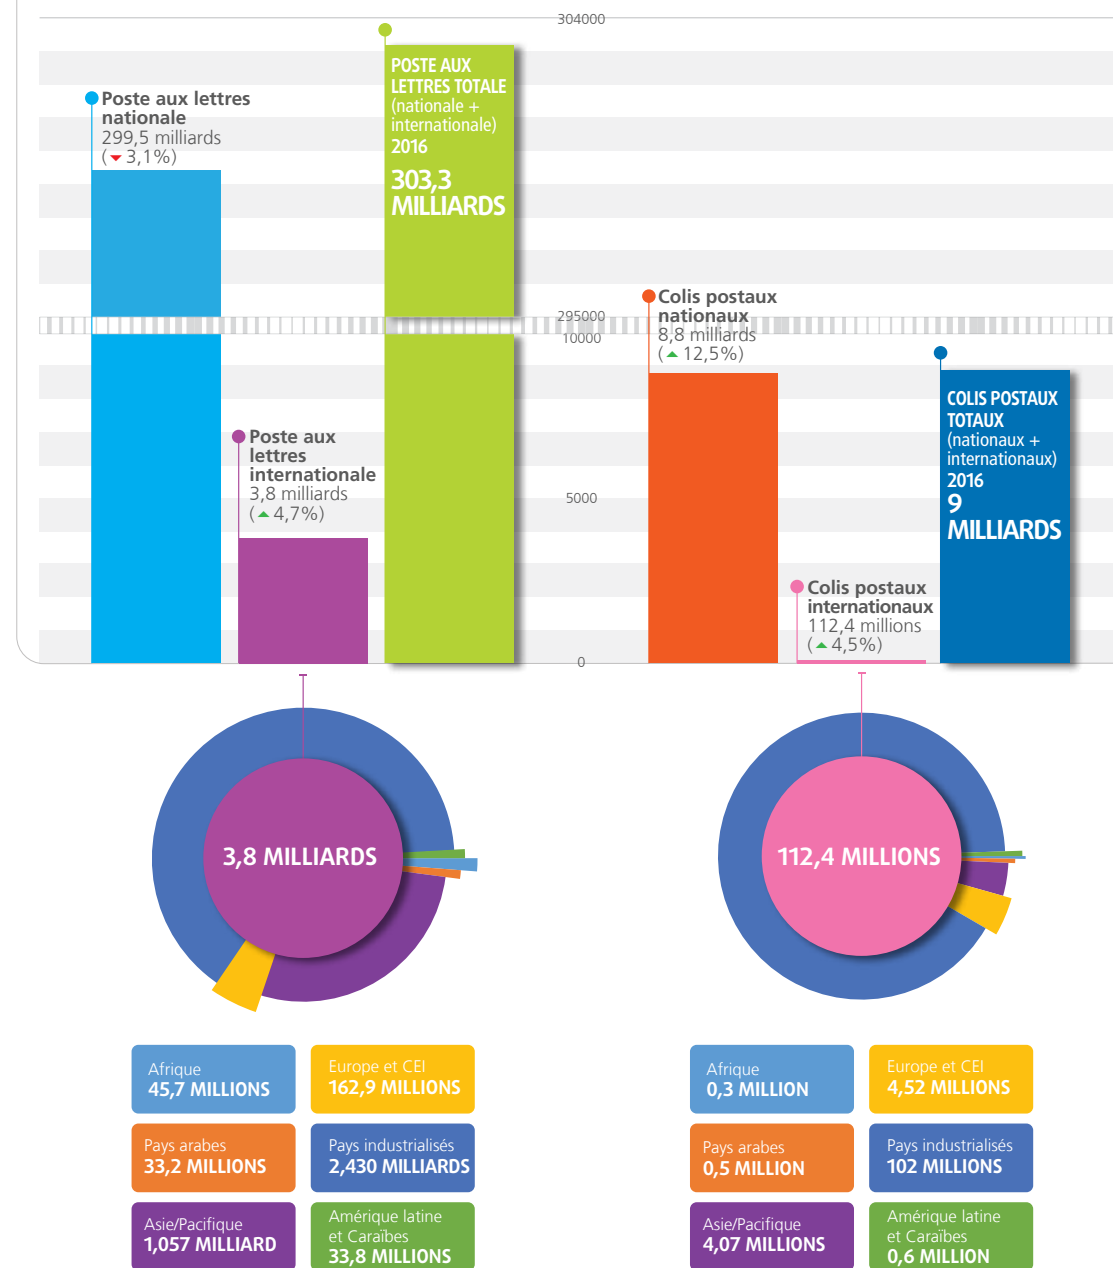 304000
POSTE AUX
LETTRES TOTALE
(nationale +
internationale)
2016
303,3
MILLIARDS
Poste aux lettres
nationale
299,5 milliards
(▼ 3,1%)
Colis postaux
nationaux
8,8 milliards
(▲ 12,5%)
295000
10000
COLIS POSTAUX
TOTAUX
(nationaux +
internationaux)
2016
9
MILLIARDS
Poste aux
lettres
internationale
3,8 milliards
(▲ 4,7%)
5000
Colis postaux
internationaux
112,4 millions
(▲ 4,5%)
0
3,8 MILLIARDS
112,4 MILLIONS
Afrique
45,7 MILLIONS
Europe et CEI
162,9 MILLIONS
Pays arabes
33,2 MILLIONS
Pays industrialisés
2,430 MILLIARDS
Asie/Pacifique
1,057 MILLIARD
Amérique latine
et Caraïbes
33,8 MILLIONS
Afrique
0,3 MILLION
Europe et CEI
4,52 MILLIONS
Pays arabes
0,5 MILLION
Pays industrialisés
102 MILLIONS
Asie/Pacifique
4,07 MILLIONS
Amérique latine
et Caraïbes
0,6 MILLION